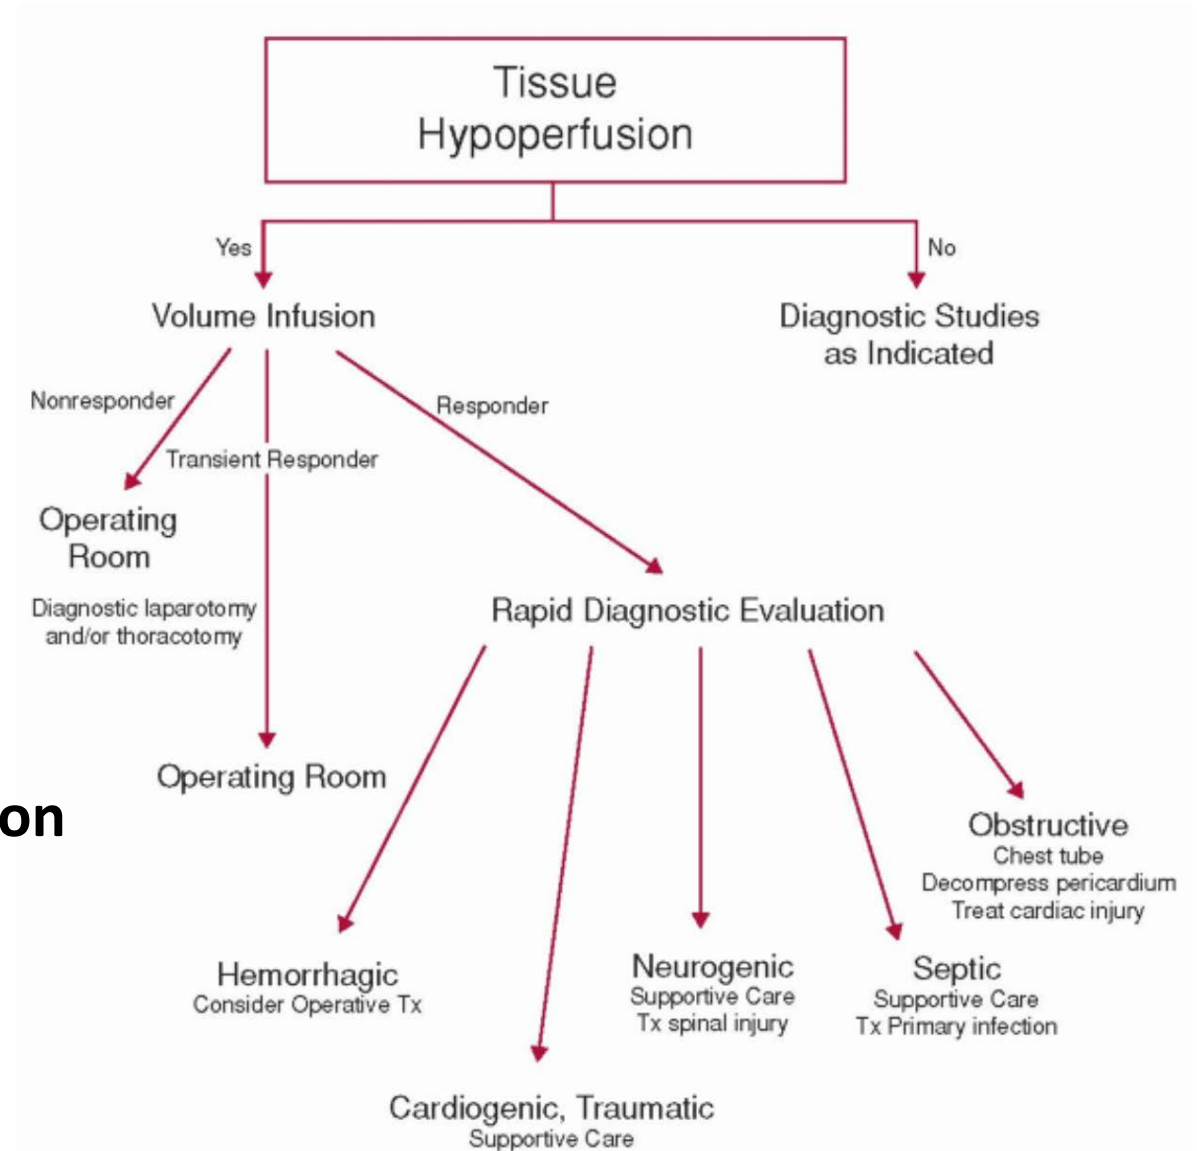 Tissue
Hypoperfusion
Yes
No
Volume Infusion
Diagnostic Studies
as Indicated
Nonresponder
Responder
Transient Responder
Operating
Room
Diagnostic laparotomy
and/or thoracotomy
Rapid Diagnostic Evaluation
Operating Room
on
Obstructive
Chest tube
Decompress pericardium
Treat cardiac injury
Hemorrhagic
Consider Operative Tx
Neurogenic
Supportive Care
Tx spinal injury
Septic
Supportive Care
Tx Primary infection
Cardiogenic, Traumatic
Supportive Care